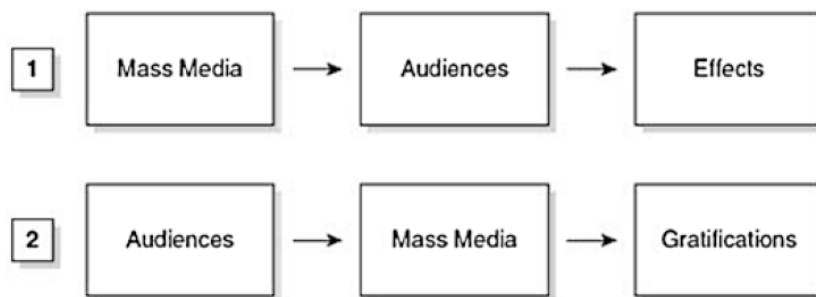 1 Mass Media Audiences Effects
2 Audiences Mass Media Gratifications